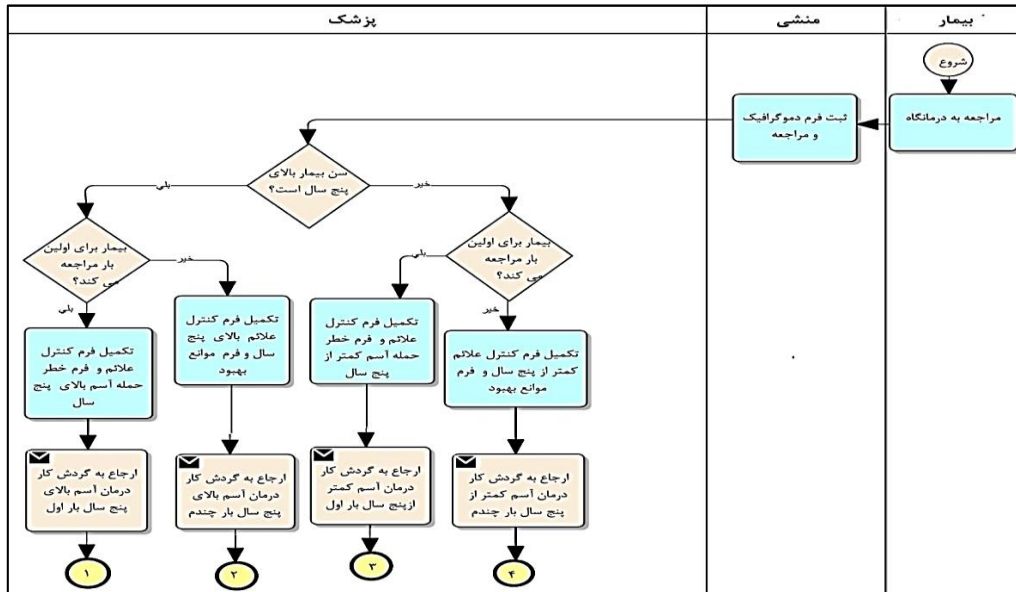 بیمار
منشی
پزشک
شروع
مراجعه به درمانگاه
ثبت فرم دموگرافیک
و مراجعه
سن بیمار بالای
پنج سال است؟
خیر
بلی
بیمار برای اولین
بار مراجعه
می کند؟
بلی
خیر
بیمار برای اولین
بار مراجعه
می کند؟
خیر
بلی
تکمیل فرم کنترل علائم
کمتر از پنج سال و فرم
موانع بهبود
تکمیل فرم کنترل
علائم و فرم خطر
حمله آسم کمتر از
پنج سال
تکمیل فرم کنترل
علائم بالای پنج
سال و فرم موانع
بهبود
تکمیل فرم کنترل
علائم و فرم خطر
حمله آسم بالای پنج
سال
ارجاع به گردش کار
درمان آسم کمتر از
پنج سال بار چندم
ارجاع به گردش کار
درمان آسم کمتر
ازپنج سال بار اول
ارجاع به گردش کار
درمان آسم بالای
پنج سال بار چندم
ارجاع به گردش کار
درمان آسم بالای
پنج سال بار اول
۴
۳
۲
۱